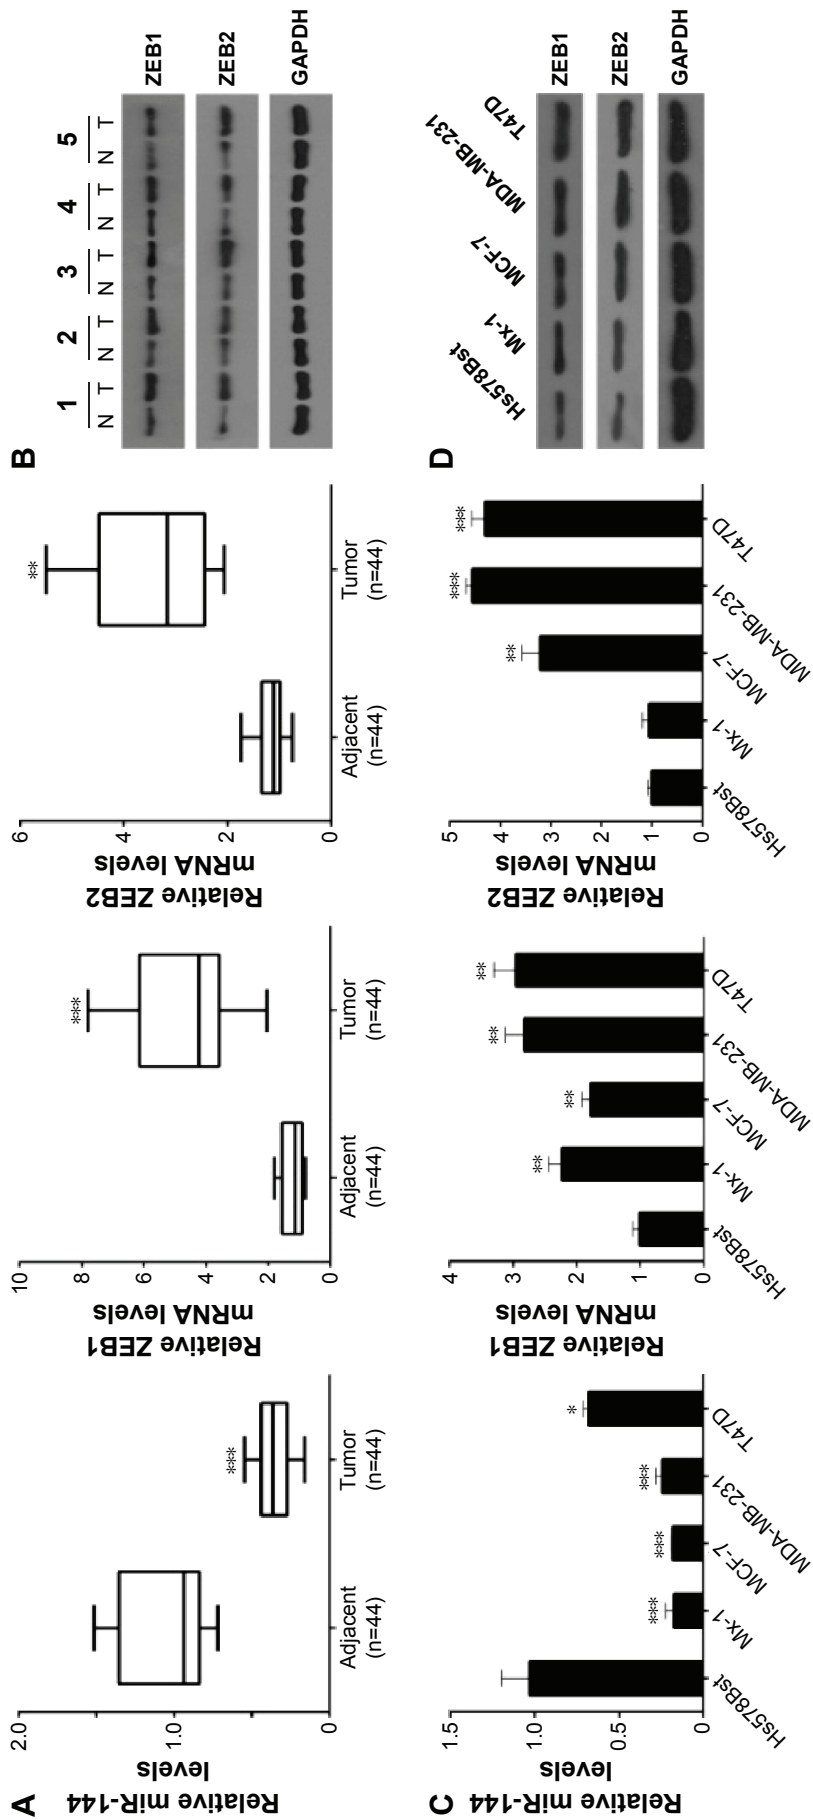 A
Relative miR-144
levels
2.0
1.0
0
***
Adjacent
(n=44)
Tumor
(n=44)
Relative ZEB1
mRNA levels
10
8
6
4
2
0
***
Adjacent
(n=44)
Tumor
(n=44)
Relative ZEB2
mRNA levels
6
4
2
0
**
Adjacent
(n=44)
Tumor
(n=44)
B
1 2 3 4 5
N T N T N T N T N T
ZEB1
ZEB2
GAPDH
C
Relative miR-144
levels
1.5
1.0
0.5
0
*** *** *** *
Hs578Bst
Mx-1
MCF-7
MDA-MB-231
T47D
Relative ZEB1
mRNA levels
4
3
2
1
0
** ** ** **
Hs578Bst
Mx-1
MCF-7
MDA-MB-231
T47D
Relative ZEB2
mRNA levels
5
4
3
2
1
0
** *** ***
Hs578Bst
Mx-1
MCF-7
MDA-MB-231
T47D
D
Hs578Bst
Mx-1
MCF-7
MDA-MB-231
T47D
ZEB1
ZEB2
GAPDH